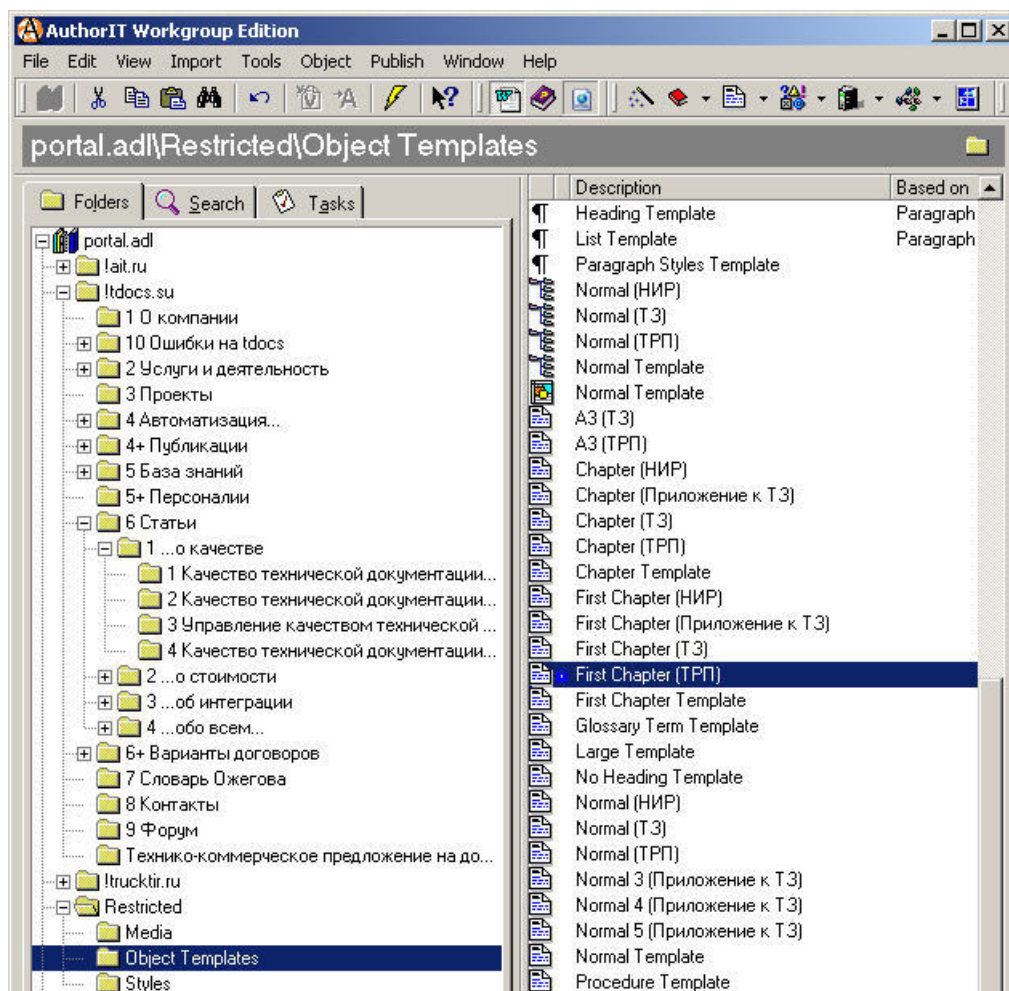 AuthorIT Workgroup Edition
File Edit View Import Tools Object Publish Window Help
portal.adl\Restricted\Object Templates
Folders Search Tasks
portal.adl
!ait.ru
!tdocs.su
1 О компании
10 Ошибки на tdocs
2 Услуги и деятельность
3 Проекты
4 Автоматизация...
4+ Публикации
5 База знаний
5+ Персоналии
6 Статьи
1 ...о качестве
1 Качество технической документации...
2 Качество технической документации...
3 Управление качеством технической ...
4 Качество технической документации...
2 ...о стоимости
3 ...об интеграции
4 ...обо всем...
6+ Варианты договоров
7 Словарь Ожегова
8 Контакты
9 Форум
Технико-коммерческое предложение на до...
!trucktir.ru
Restricted
Media
Object Templates
Styles
Description Based on
Heading Template Paragraph
List Template Paragraph
Paragraph Styles Template
Normal (НИР)
Normal (ТЗ)
Normal (ТРП)
Normal Template
Normal Template
А3 (ТЗ)
А3 (ТРП)
Chapter (НИР)
Chapter (Приложение к ТЗ)
Chapter (ТЗ)
Chapter (ТРП)
Chapter Template
First Chapter (НИР)
First Chapter (Приложение к ТЗ)
First Chapter (ТЗ)
First Chapter (ТРП)
First Chapter Template
Glossary Term Template
Large Template
No Heading Template
Normal (НИР)
Normal (ТЗ)
Normal (ТРП)
Normal 3 (Приложение к ТЗ)
Normal 4 (Приложение к ТЗ)
Normal 5 (Приложение к ТЗ)
Normal Template
Procedure Template